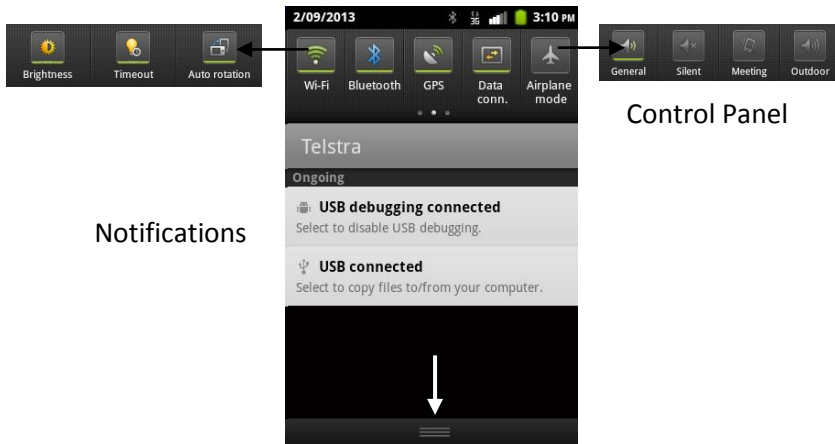 2/09/2013 3G 3:10 PM
Brightness Timeout Auto rotation
Wi-Fi Bluetooth GPS Data conn. Airplane mode
General Silent Meeting Outdoor
Control Panel
Telstra
Ongoing
USB debugging connected
Select to disable USB debugging.
Notifications
USB connected
Select to copy files to/from your computer.